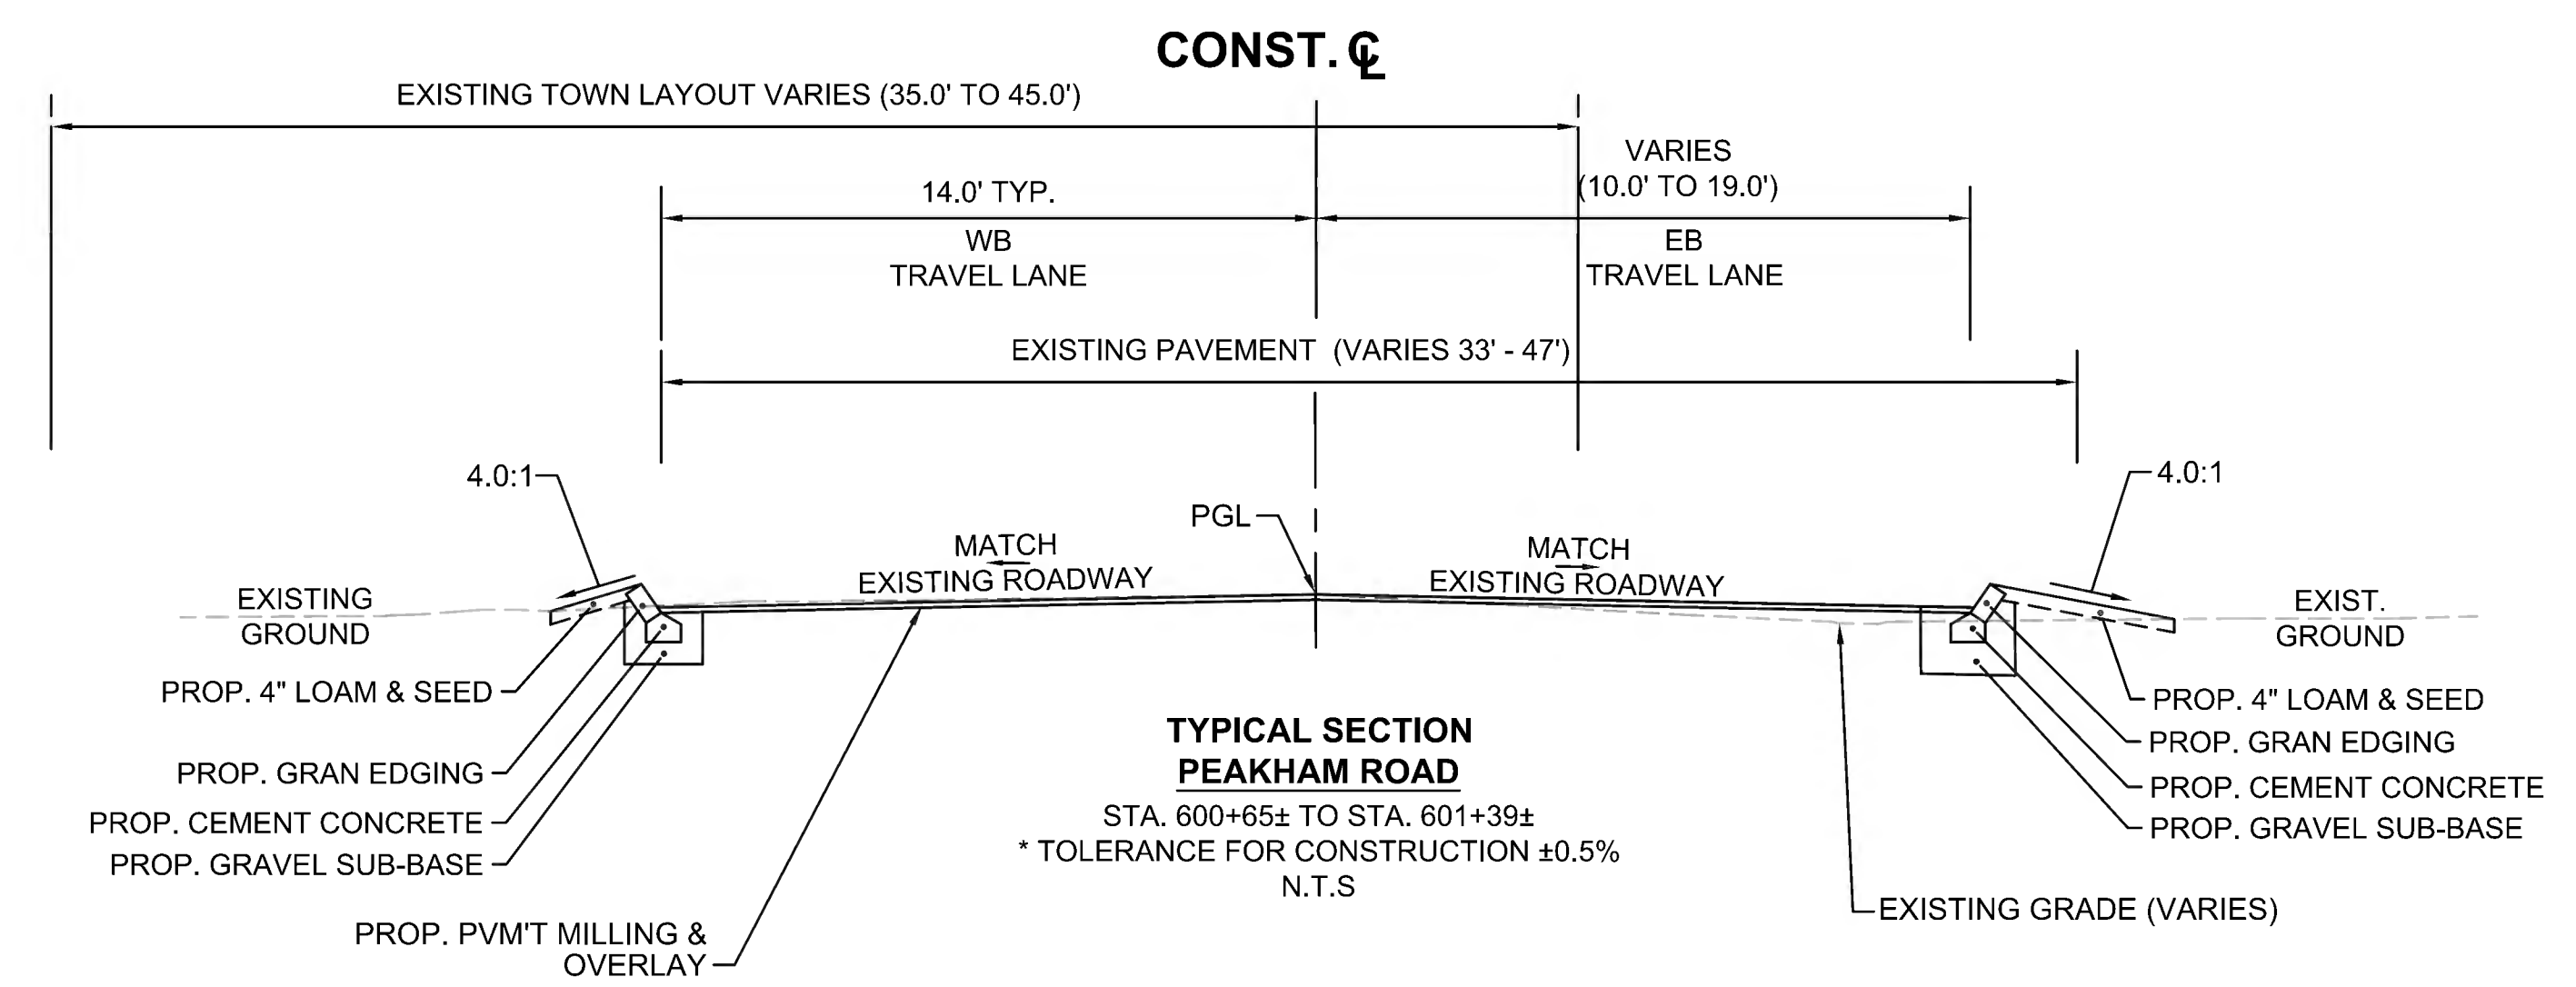 CONST. ℄
EXISTING TOWN LAYOUT VARIES (35.0' TO 45.0')
VARIES
(10.0' TO 19.0')
14.0' TYP.
WB
TRAVEL LANE
EB
TRAVEL LANE
EXISTING PAVEMENT (VARIES 33' - 47')
4.0:1
4.0:1
PGL
MATCH
EXISTING ROADWAY
MATCH
EXISTING ROADWAY
EXISTING
GROUND
EXIST.
GROUND
PROP. 4" LOAM & SEED
PROP. GRAN EDGING
PROP. CEMENT CONCRETE
PROP. GRAVEL SUB-BASE
PROP. PVM'T MILLING &
OVERLAY
TYPICAL SECTION
PEAKHAM ROAD
STA. 600+65± TO STA. 601+39±
* TOLERANCE FOR CONSTRUCTION ±0.5%
N.T.S
PROP. 4" LOAM & SEED
PROP. GRAN EDGING
PROP. CEMENT CONCRETE
PROP. GRAVEL SUB-BASE
EXISTING GRADE (VARIES)